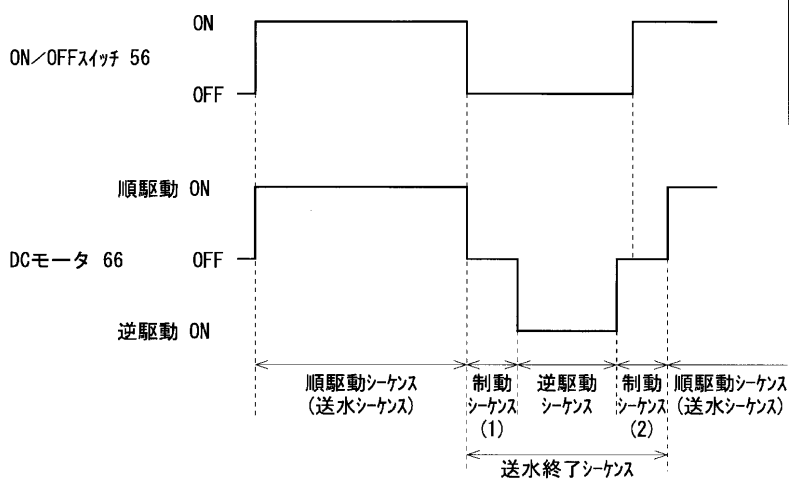 ON
ON／OFFスイッチ 56
OFF
順駆動 ON
DCモータ 66
OFF
逆駆動 ON
順駆動シーケンス
(送水シーケンス)
制動
シーケンス
(1)
逆駆動
シーケンス
制動
シーケンス
(2)
順駆動シーケンス
(送水シーケンス)
送水終了シーケンス